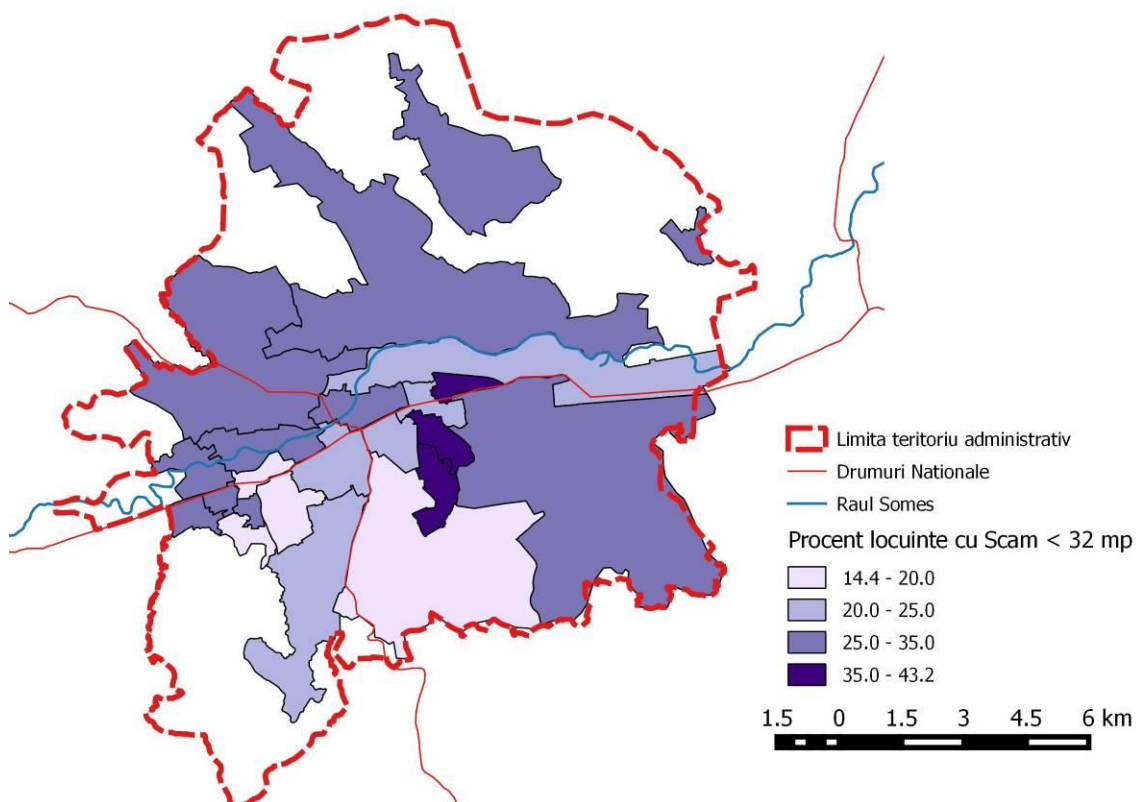 Limita teritoriu administrativ
Drumuri Nationale
Raul Somes
Procent locuinte cu Scam < 32 mp
14.4 - 20.0
20.0 - 25.0
25.0 - 35.0
35.0 - 43.2
1.5 0 1.5 3 4.5 6 km